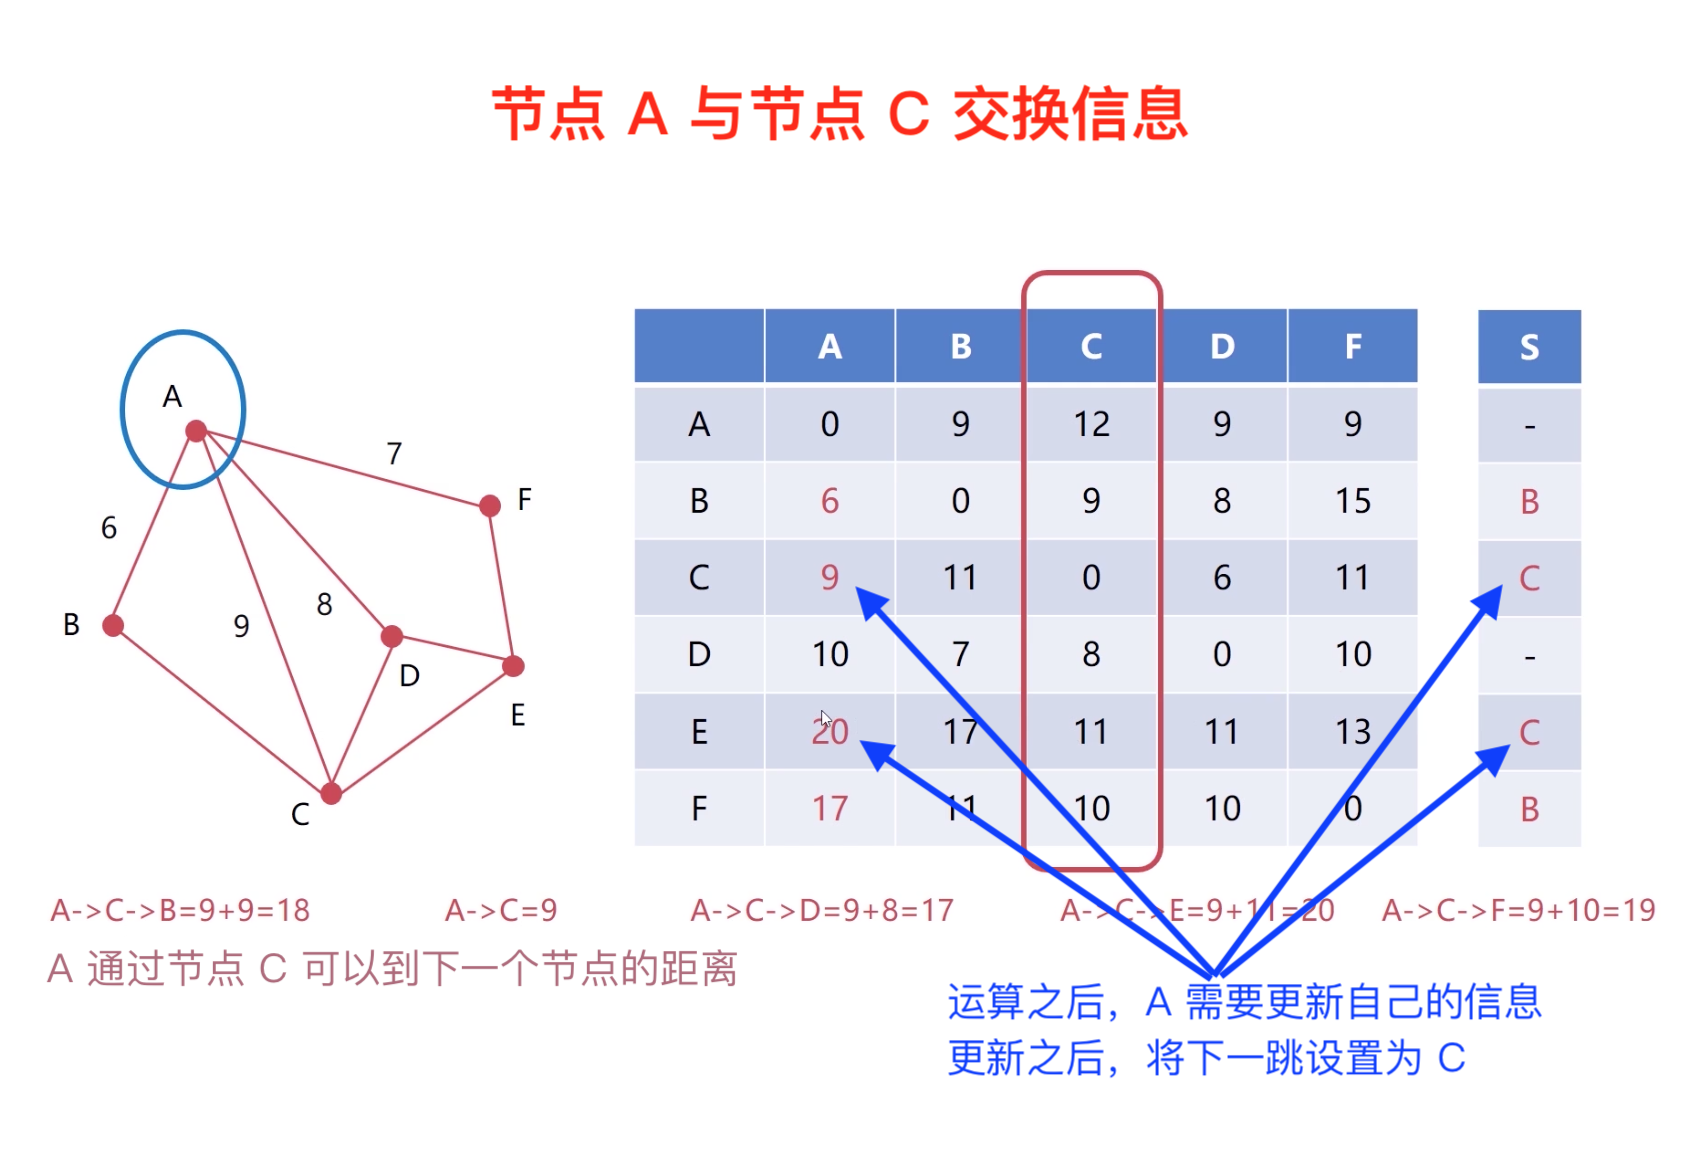 节点 A 与节点 C 交换信息
A
7
F
6
B
9
8
D
E
C
A B C D F
A 0 9 12 9 9
B 6 0 9 8 15
C 9 11 0 6 11
D 10 7 8 0 10
E 20 17 11 11 13
F 17 11 10 10 0
S
-
B
C
-
C
B
A->C->B=9+9=18 A->C=9 A->C->D=9+8=17 A->C->E=9+11=20 A->C->F=9+10=19
A 通过节点 C 可以到下一个节点的距离
运算之后，A 需要更新自己的信息
更新之后，将下一跳设置为 C